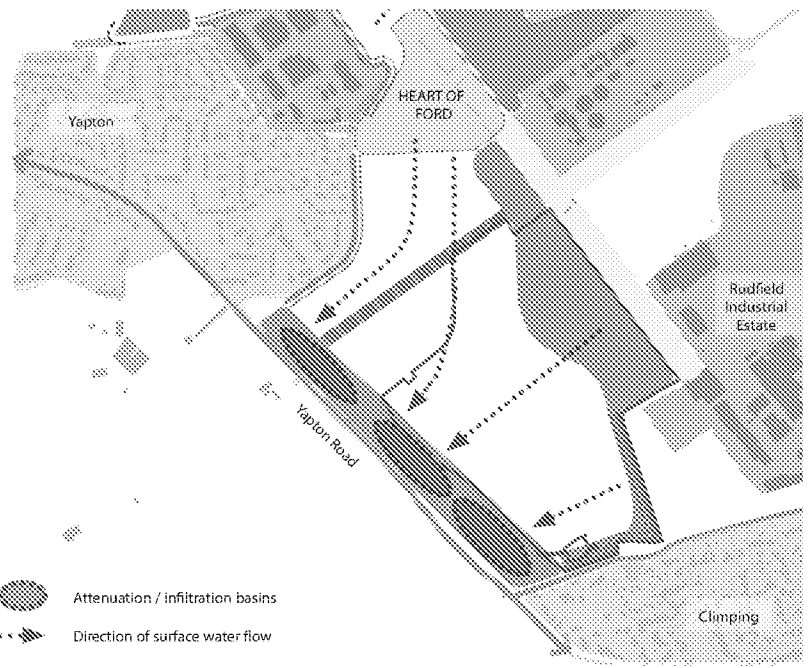 HEART OF
FORD
Yapton
Rudfield
Industrial
Estate
Yapton Road
Attenuation / infiltration basins
Direction of surface water flow
Climping